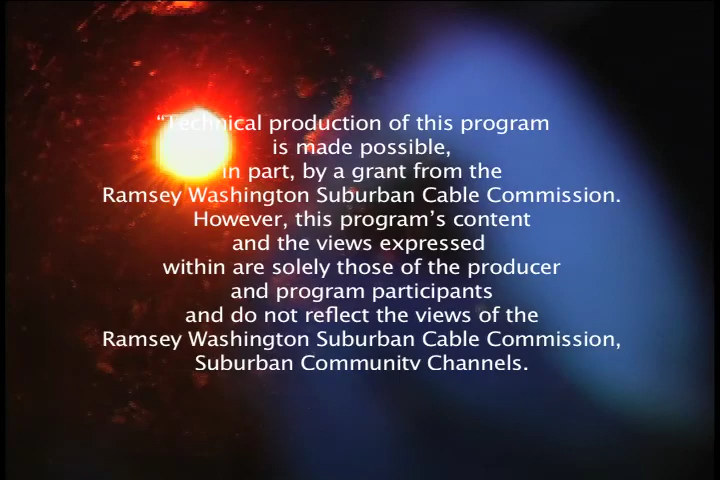 “Technical production of this program
is made possible,
in part, by a grant from the
Ramsey Washington Suburban Cable Commission.
However, this program’s content
and the views expressed
within are solely those of the producer
and program participants
and do not reflect the views of the
Ramsey Washington Suburban Cable Commission,
Suburban Community Channels.